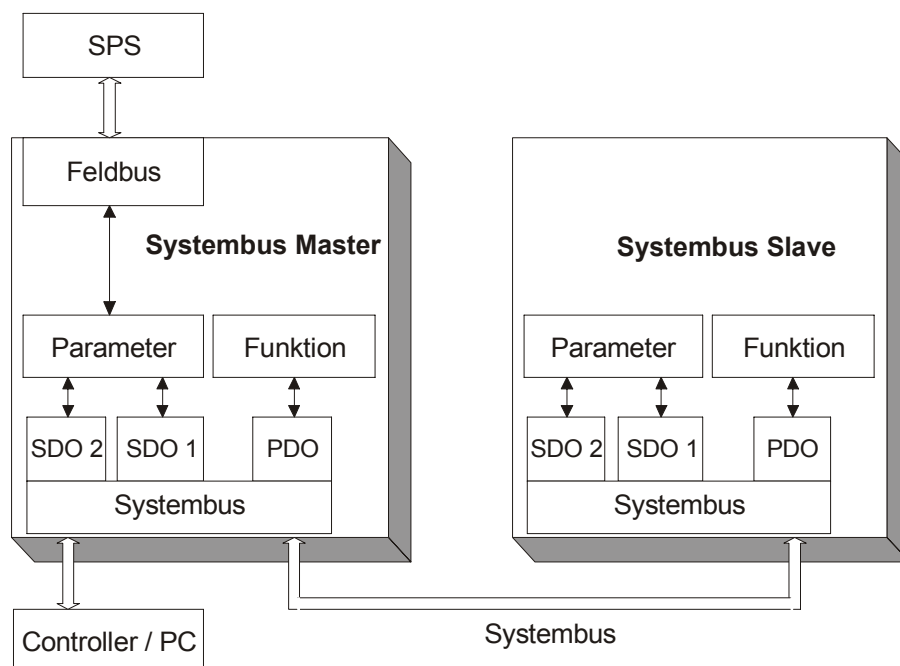 SPS
Feldbus
Systembus Master
Parameter
Funktion
SDO 2
SDO 1
PDO
Systembus
Controller / PC
Systembus Slave
Parameter
Funktion
SDO 2
SDO 1
PDO
Systembus
Systembus